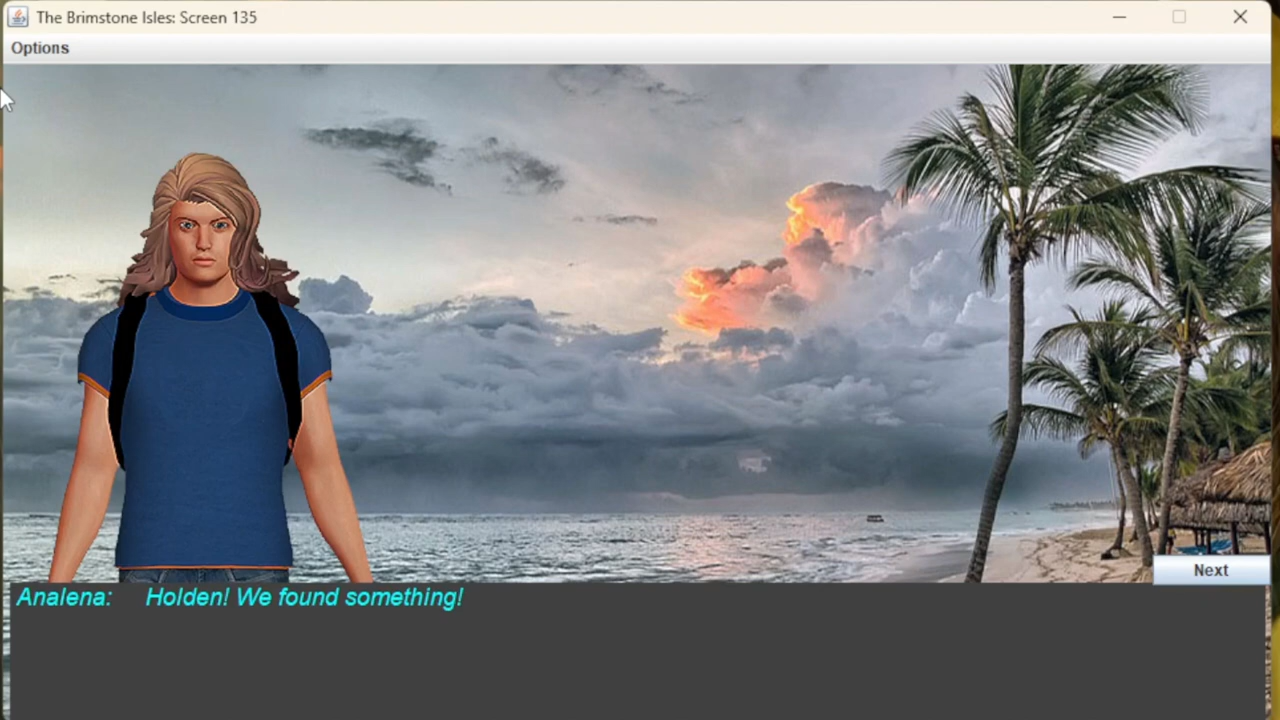 The Brimstone Isles: Screen 135
Options
Next
Analena: Holden! We found something!